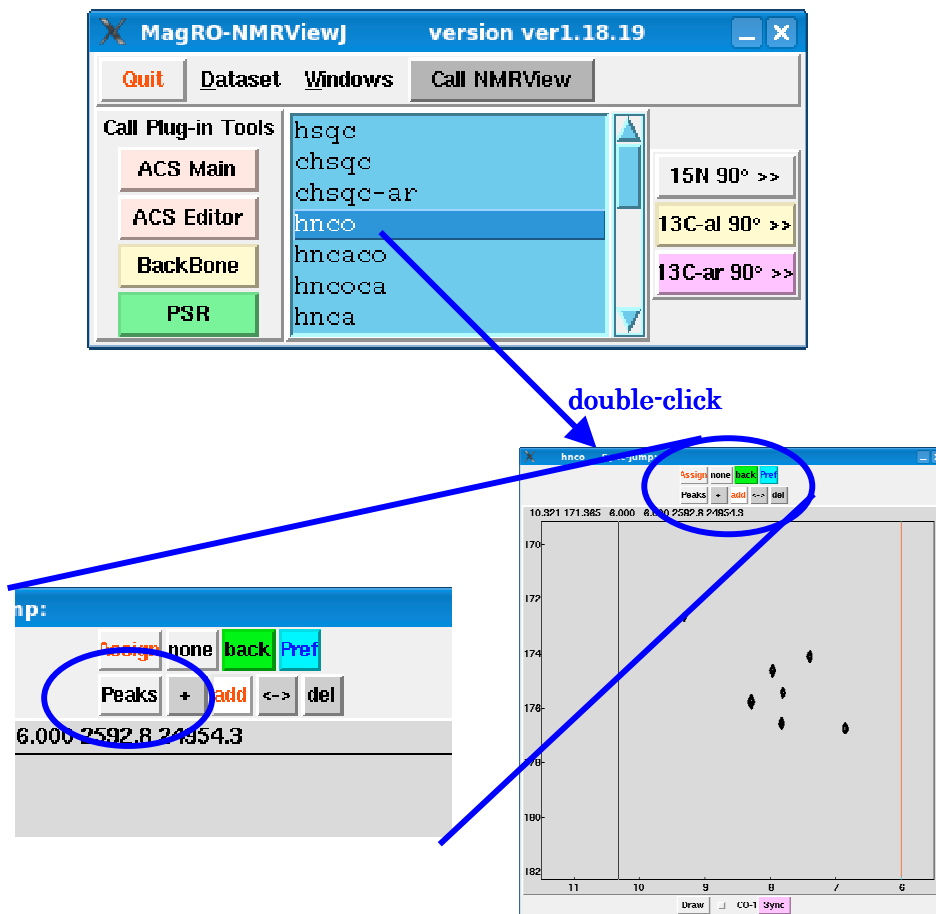 MagRO-NMRViewJ version ver1.18.19
Quit Dataset Windows Call NMRView
Call Plug-in Tools
ACS Main
ACS Editor
BackBone
PSR
hsqc
chsqc
chsqc-ar
hnco
hncaco
hncoca
hnca
15N 90° >>
13C-al 90° >>
13C-ar 90° >>
double-click
hnco
Assign none back Pref
Peaks + add <-> del
10.321 171.365 6.000 6.000 2592.8 24954.3
170
172
174
176
178
180
182
11 10 9 8 7 6
Draw CO-1 Sync
mp:
Assign none back Pref
Peaks + add <-> del
6.000 2592.8 24954.3